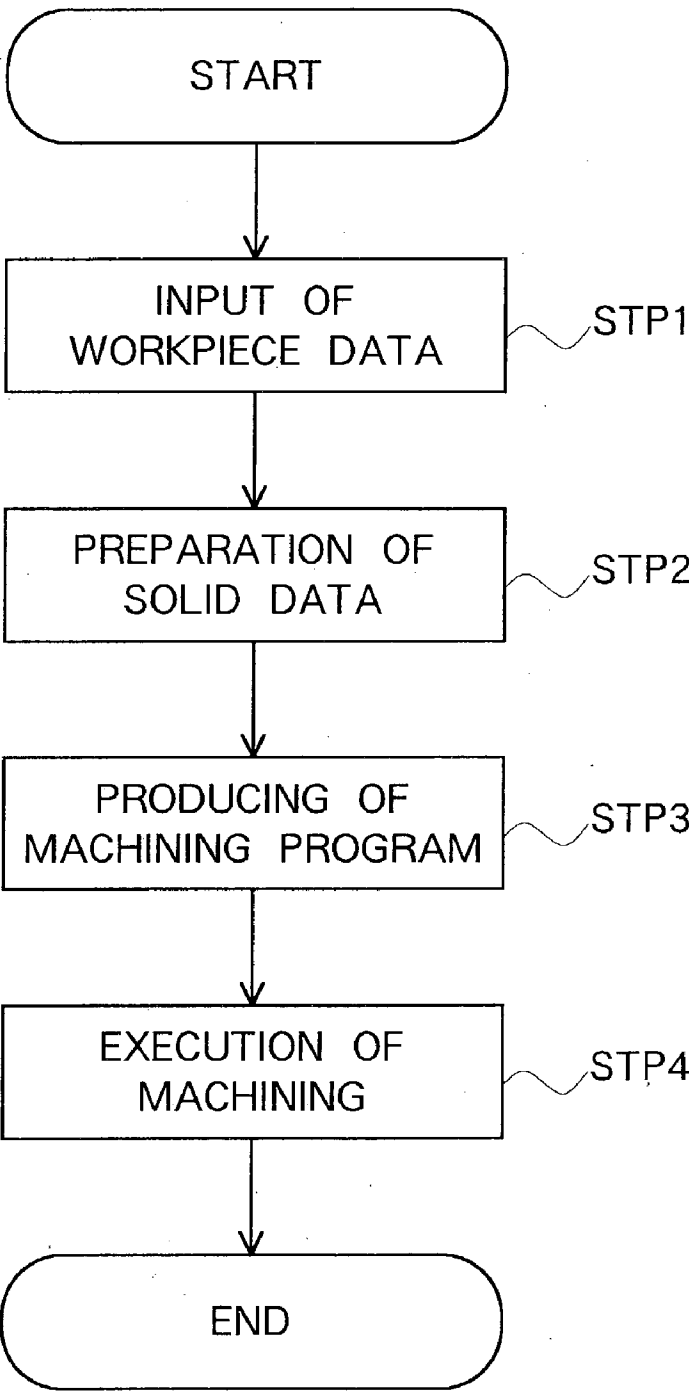 START
INPUT OF
WORKPIECE DATA
STP1
PREPARATION OF
SOLID DATA
STP2
PRODUCING OF
MACHINING PROGRAM
STP3
EXECUTION OF
MACHINING
STP4
END